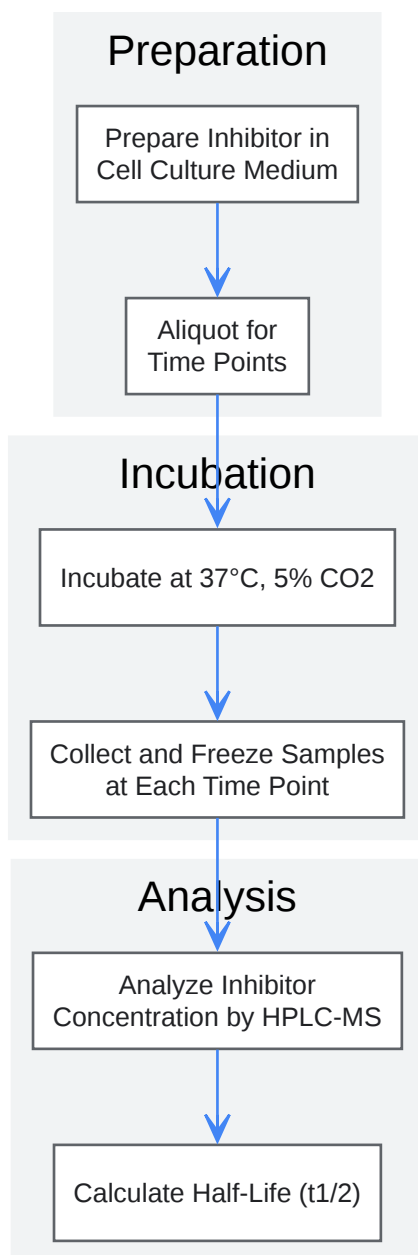 Preparation
Prepare Inhibitor in
Cell Culture Medium
Aliquot for
Time Points
Incubation
Incubate at 37°C, 5% CO2
Collect and Freeze Samples
at Each Time Point
Analysis
Analyze Inhibitor
Concentration by HPLC-MS
Calculate Half-Life (t1/2)